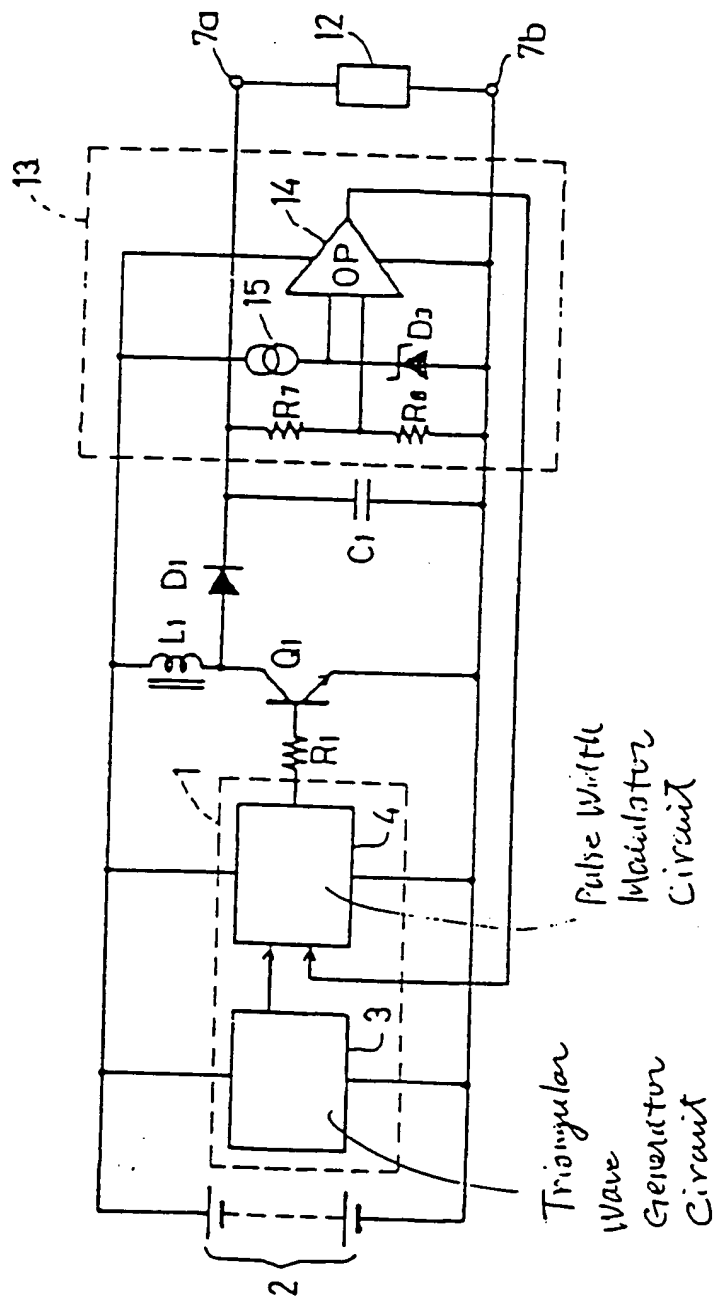 13
7a
12
14
15
OP
R7
D3
R8
7b
L1
D1
C1
Q1
1
R1
4
3
2
Pulse Width
Modulator
Circuit
Triangular
Wave
Generator
Circuit